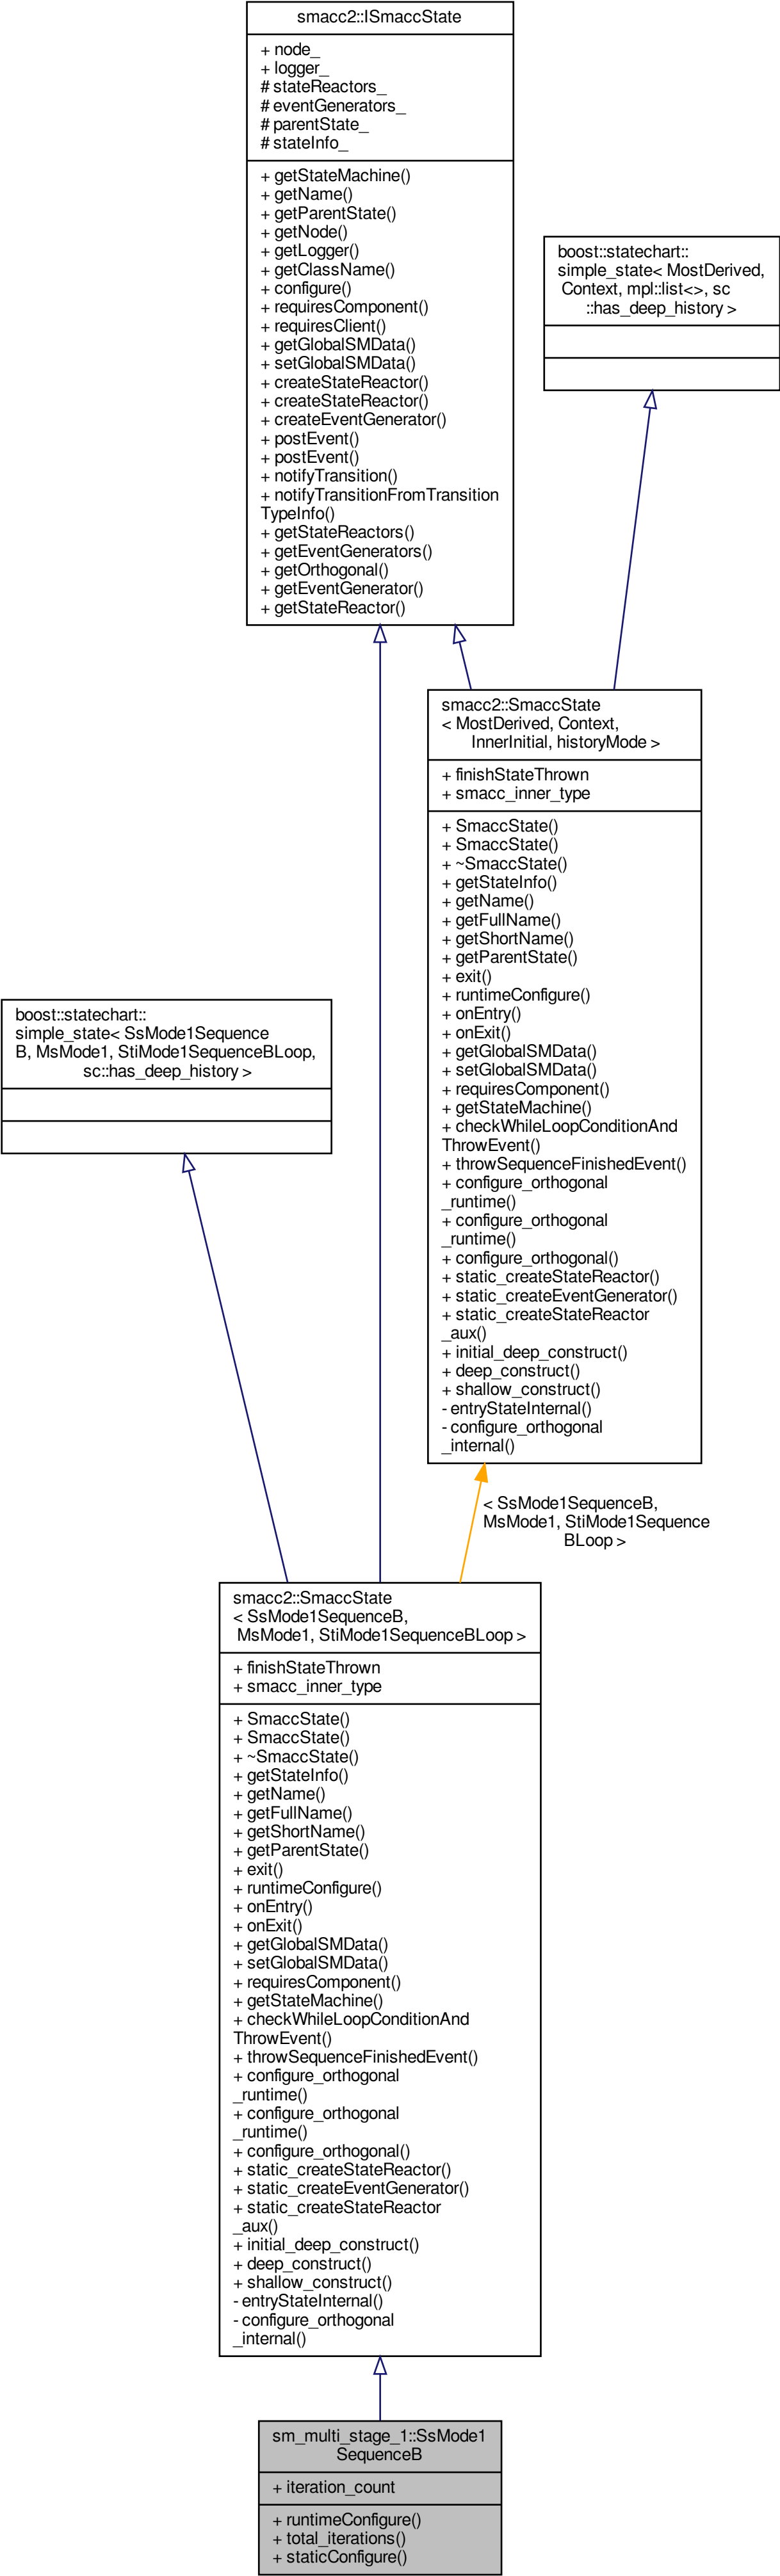 smacc2::ISmaccState
+ node_
+ logger_
# stateReactors_
# eventGenerators_
# parentState_
# stateInfo_
+ getStateMachine()
+ getName()
+ getParentState()
+ getNode()
+ getLogger()
+ getClassName()
+ configure()
+ requiresComponent()
+ requiresClient()
+ getGlobalSMData()
+ setGlobalSMData()
+ createStateReactor()
+ createStateReactor()
+ createEventGenerator()
+ postEvent()
+ postEvent()
+ notifyTransition()
+ notifyTransitionFromTransition
TypeInfo()
+ getStateReactors()
+ getEventGenerators()
+ getOrthogonal()
+ getEventGenerator()
+ getStateReactor()
boost::statechart::
simple_state< MostDerived,
Context, mpl::list<>, sc
::has_deep_history >
smacc2::SmaccState
< MostDerived, Context,
InnerInitial, historyMode >
+ finishStateThrown
+ smacc_inner_type
+ SmaccState()
+ SmaccState()
+ ~SmaccState()
+ getStateInfo()
+ getName()
+ getFullName()
+ getShortName()
+ getParentState()
+ exit()
+ runtimeConfigure()
+ onEntry()
+ onExit()
+ getGlobalSMData()
+ setGlobalSMData()
+ requiresComponent()
+ getStateMachine()
+ checkWhileLoopConditionAnd
ThrowEvent()
+ throwSequenceFinishedEvent()
+ configure_orthogonal
_runtime()
+ configure_orthogonal
_runtime()
+ configure_orthogonal()
+ static_createStateReactor()
+ static_createEventGenerator()
+ static_createStateReactor
_aux()
+ initial_deep_construct()
+ deep_construct()
+ shallow_construct()
- entryStateInternal()
- configure_orthogonal
_internal()
boost::statechart::
simple_state< SsMode1Sequence
B, MsMode1, StiMode1SequenceBLoop,
sc::has_deep_history >
< SsMode1SequenceB,
MsMode1, StiMode1Sequence
BLoop >
smacc2::SmaccState
< SsMode1SequenceB,
MsMode1, StiMode1SequenceBLoop >
+ finishStateThrown
+ smacc_inner_type
+ SmaccState()
+ SmaccState()
+ ~SmaccState()
+ getStateInfo()
+ getName()
+ getFullName()
+ getShortName()
+ getParentState()
+ exit()
+ runtimeConfigure()
+ onEntry()
+ onExit()
+ getGlobalSMData()
+ setGlobalSMData()
+ requiresComponent()
+ getStateMachine()
+ checkWhileLoopConditionAnd
ThrowEvent()
+ throwSequenceFinishedEvent()
+ configure_orthogonal
_runtime()
+ configure_orthogonal
_runtime()
+ configure_orthogonal()
+ static_createStateReactor()
+ static_createEventGenerator()
+ static_createStateReactor
_aux()
+ initial_deep_construct()
+ deep_construct()
+ shallow_construct()
- entryStateInternal()
- configure_orthogonal
_internal()
sm_multi_stage_1::SsMode1
SequenceB
+ iteration_count
+ runtimeConfigure()
+ total_iterations()
+ staticConfigure()